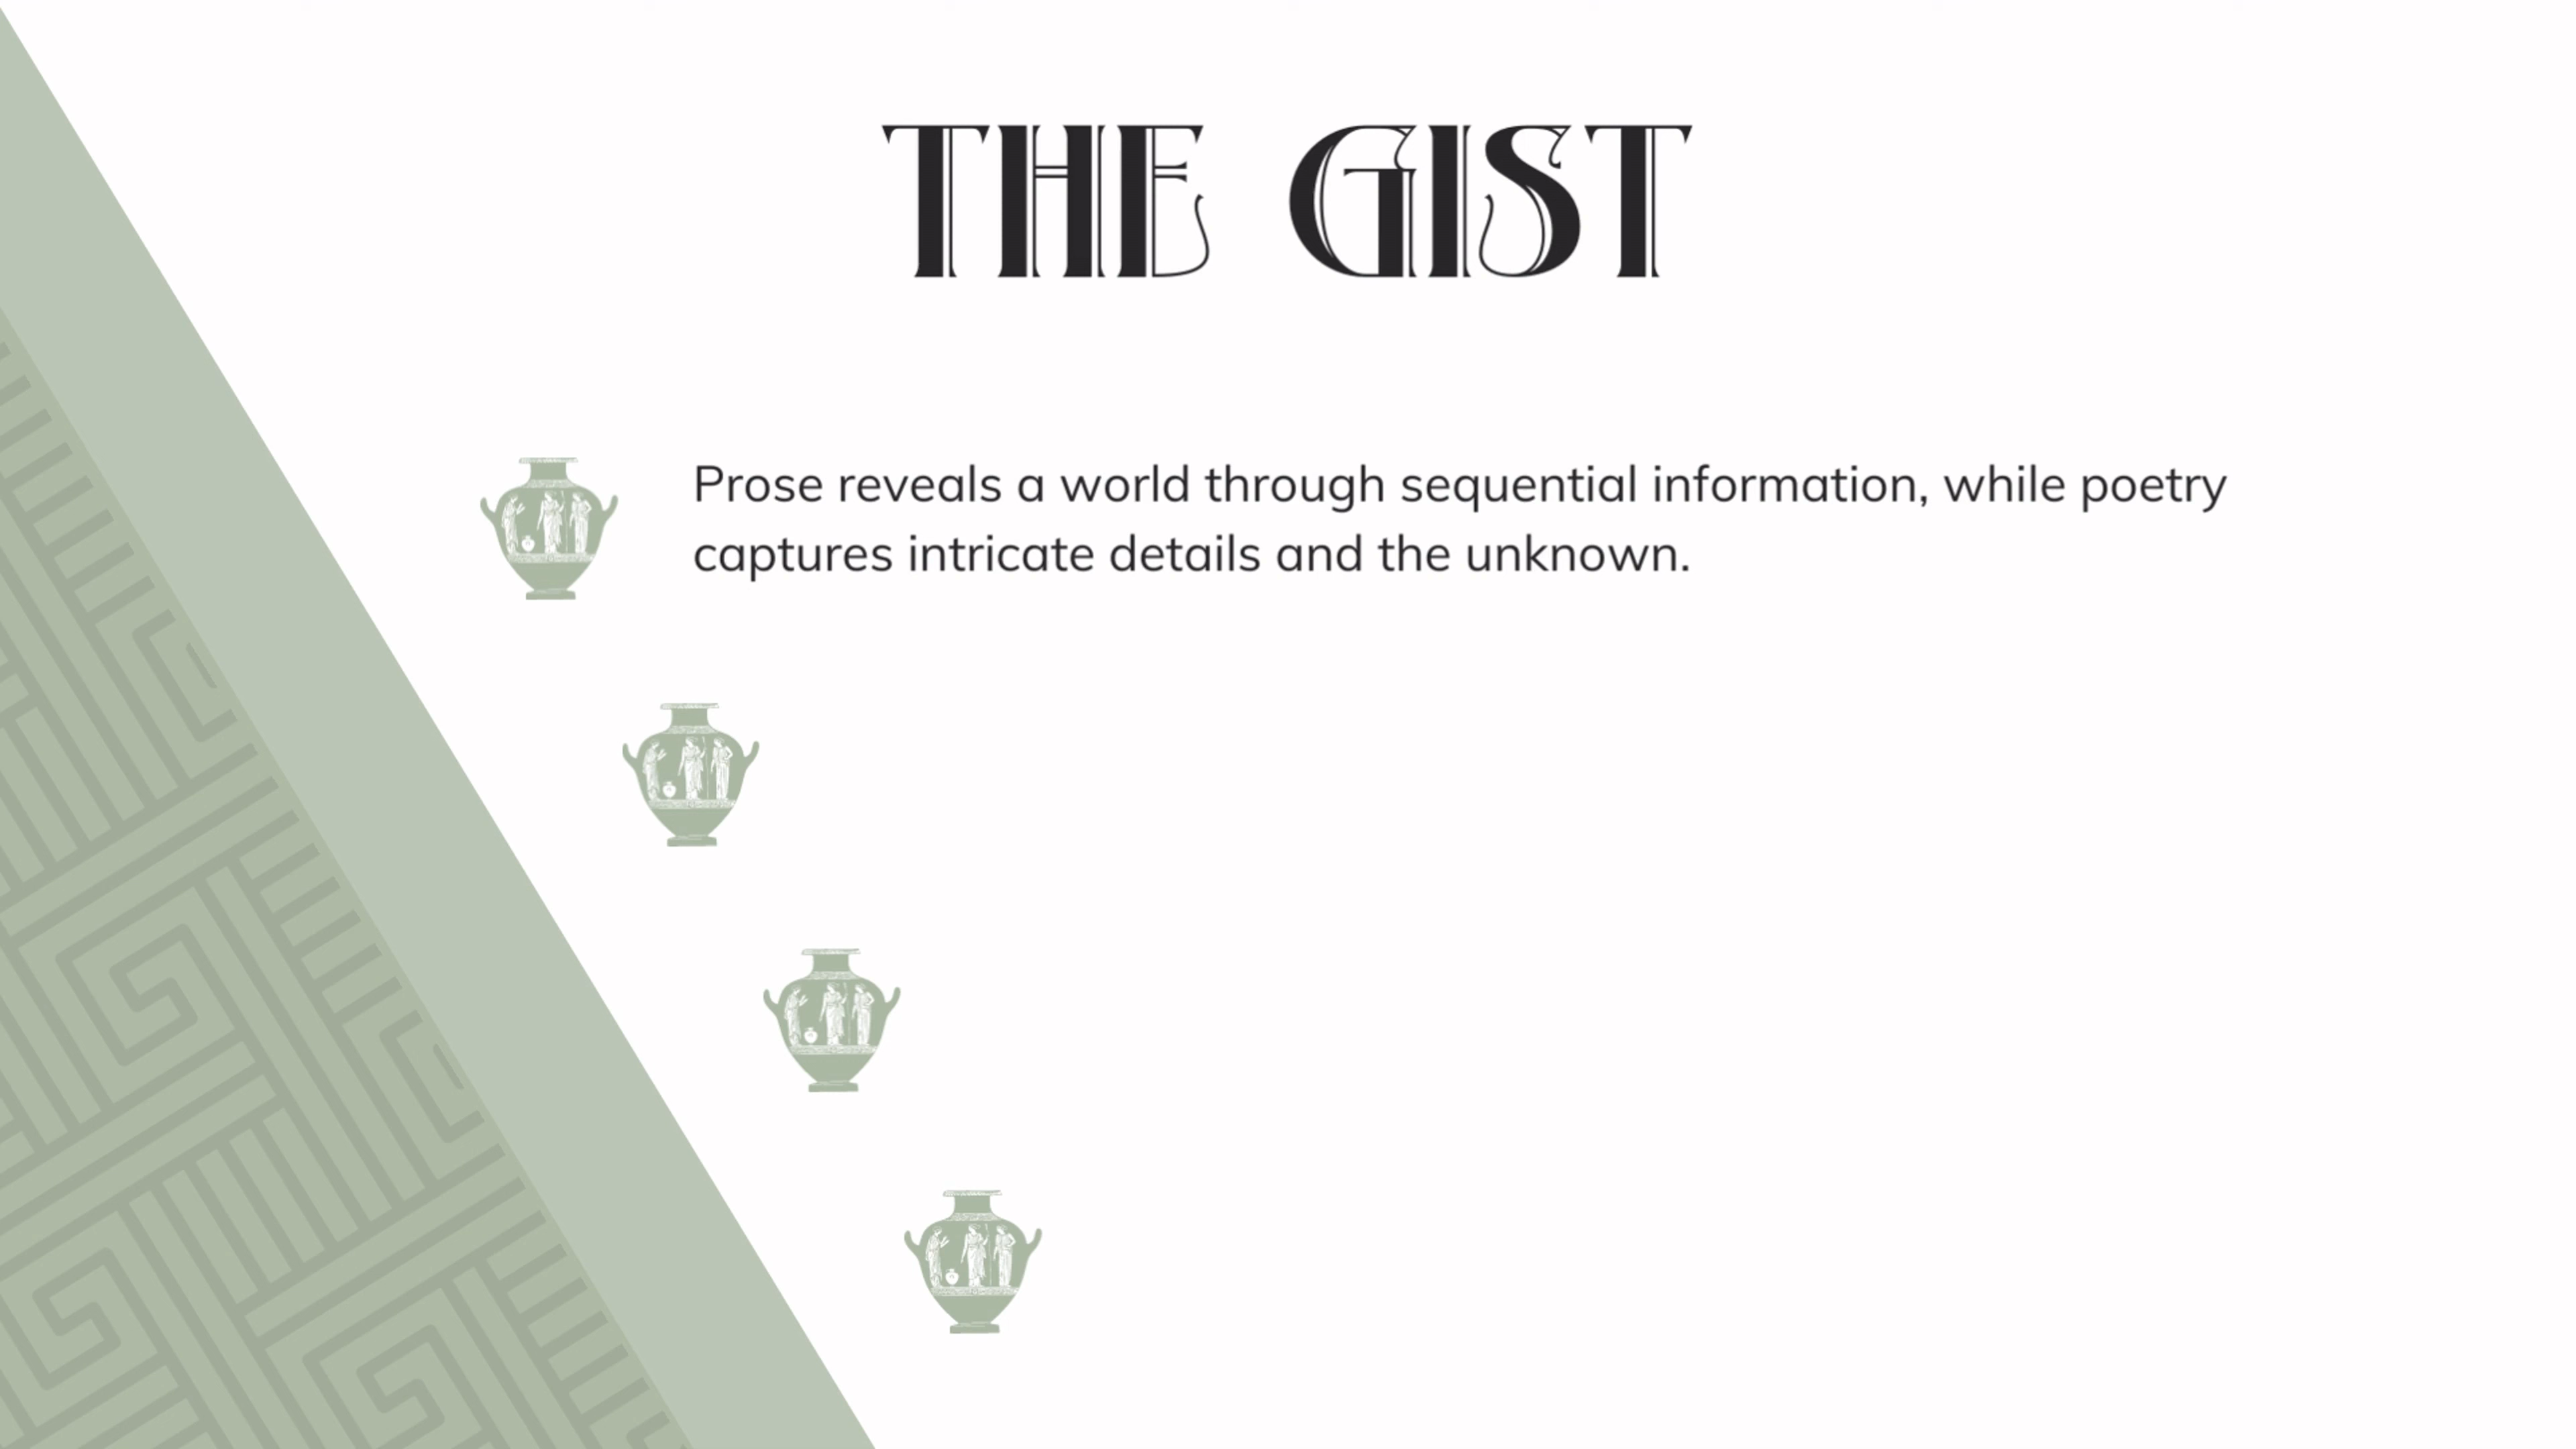 THE GIST
Prose reveals a world through sequential information, while poetry
captures intricate details and the unknown.